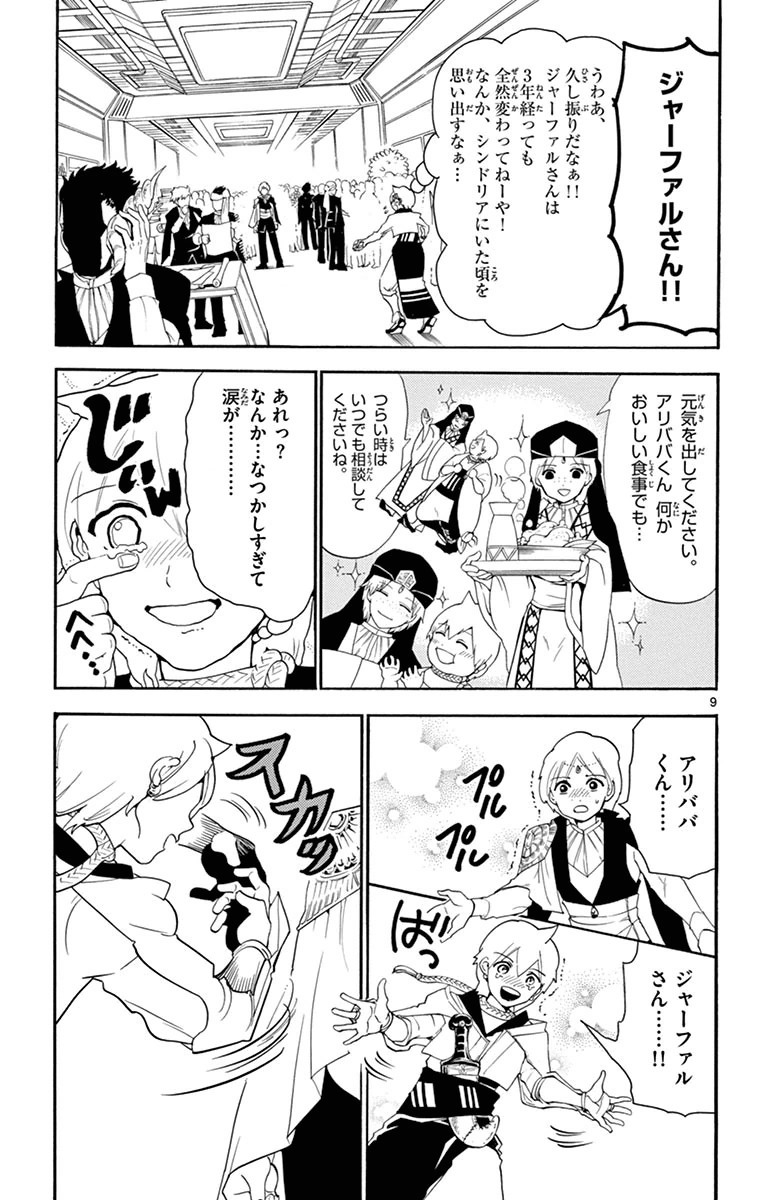 ジャーファルさん!!
うわあ、
久し振りだなぁ!!
ジャーファルさんは
3年経っても
全然変わってねーや!
なんか、シンドリアにいた頃を
思い出すなぁ…
元気を出してください。
アリババくん 何か
おいしい食事でも…
つらい時は
いつでも相談して
くださいね。
あれっ?
なんか…なつかしすぎて
涙が…………
じぃん
へへ…
9
アリババ
くん……
プル
プル
ジャーファル
さん……!!
ばっ
スカッ